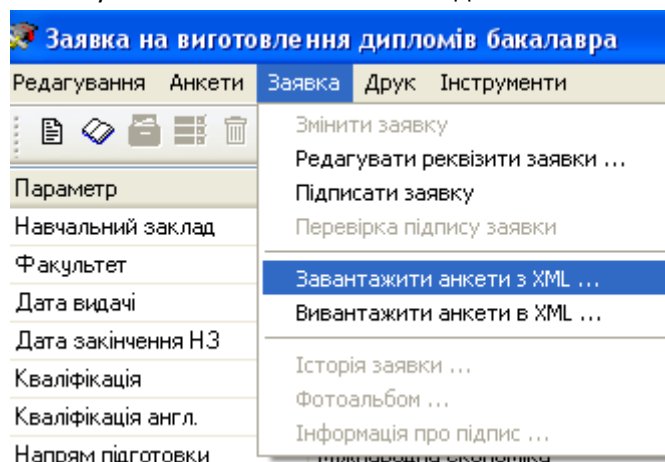 Заявка на виготовлення дипломів бакалавра
Редагування Анкети Заявка Друк Інструменти
Змінити заявку
Редагувати реквізити заявки ...
Підписати заявку
Перевірка підпису заявки
Завантажити анкети з XML ...
Вивантажити анкети в XML ...
Історія заявки ...
Фотоальбом ...
Інформація про підпис ...
Параметр
Навчальний заклад
Факультет
Дата видачі
Дата закінчення НЗ
Кваліфікація
Кваліфікація англ.
Напрям підготовки